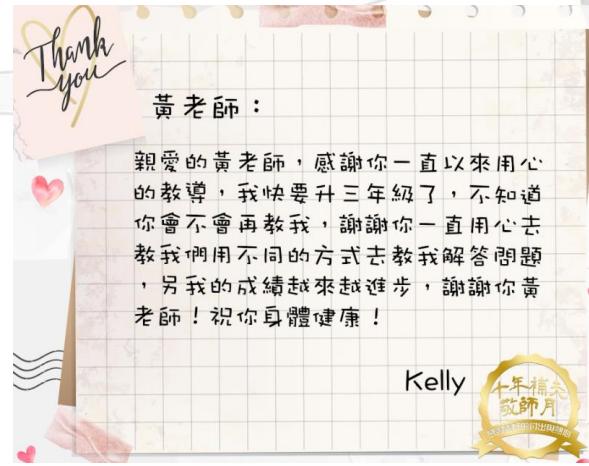 Thank
you
黃老師：
親愛的黃老師，感謝你一直以來用心
的教導，我快要升三年級了，不知道
你會不會再教我，謝謝你一直用心去
教我們用不同的方式去教我解答問題
，另我的成績越來越進步，謝謝你黃
老師！祝你身體健康！
Kelly
十年補夫
敬師月